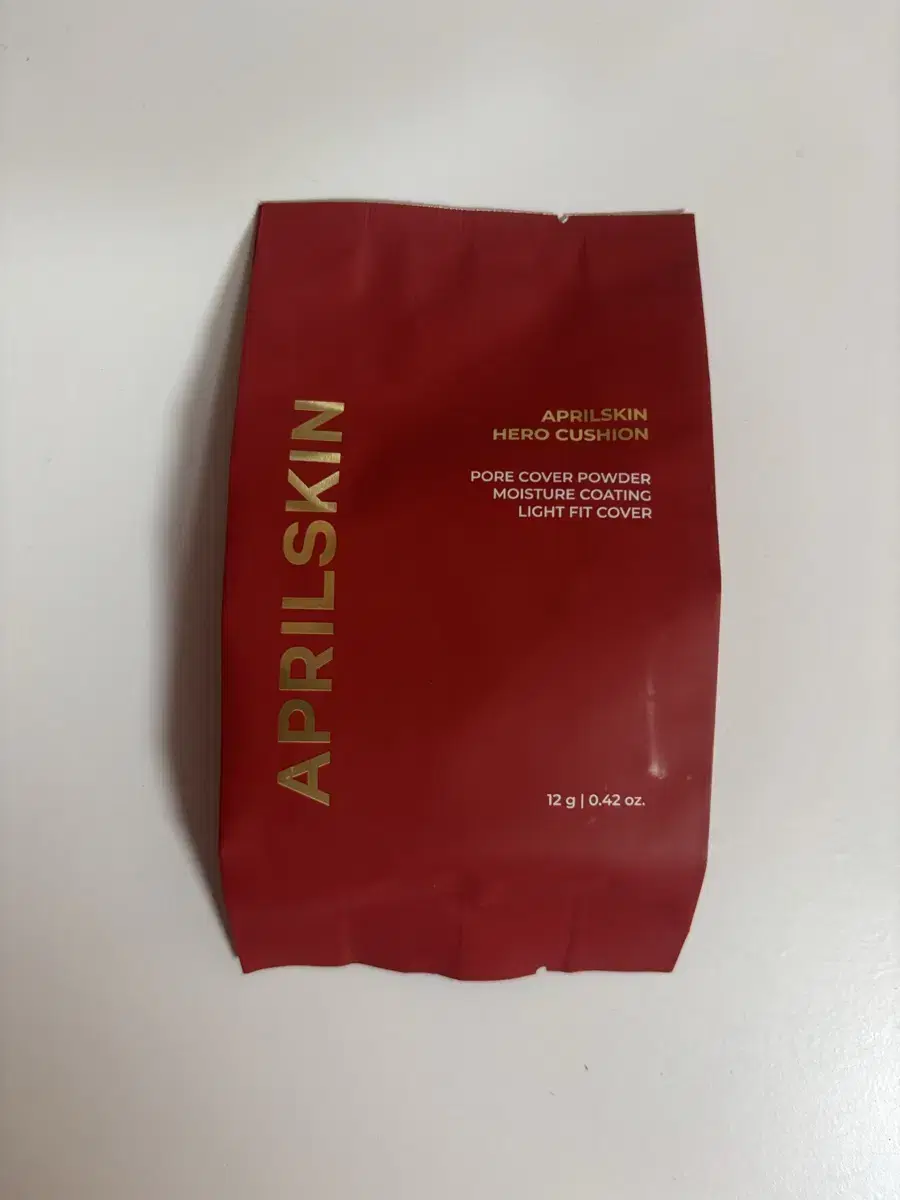 APRILSKIN
APRILSKIN
HERO CUSHION
PORE COVER POWDER
MOISTURE COATING
LIGHT FIT COVER
12 g | 0.42 oz.